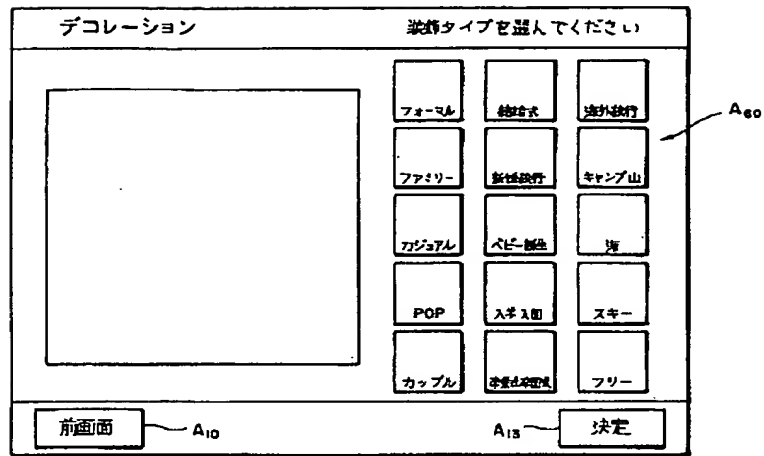 デコレーション
装飾タイプを選んでください
フォーマル 結婚式 海外旅行
A60
ファミリー 新婚旅行 キャンプ山
カジュアル ベビー誕生 海
POP 入学入園 スキー
カップル 卒業式卒園式 フリー
前画面 A10 A13 決定